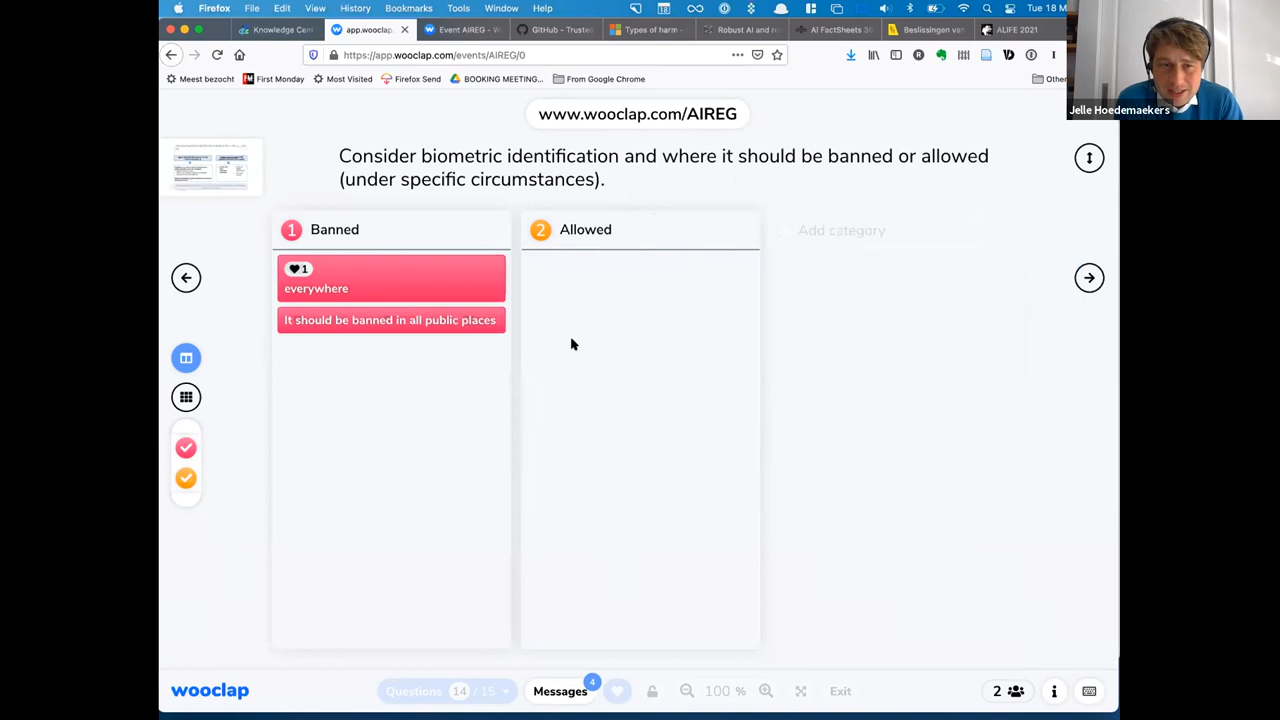 Firefox File Edit View History Bookmarks Tools Window Help Tue 18 M
Knowledge Cent
app.wooclap.
Event AIREG - W
GitHub - Truste
Types of harm -
Robust AI and ro
AI FactSheets 36
Beslissingen van
ALIFE 2021
https://app.wooclap.com/events/AIREG/0
Meest bezocht First Monday Most Visited Firefox Send BOOKING MEETING... From Google Chrome Other
Jelle Hoedemaekers
www.wooclap.com/AIREG
Consider biometric identification and where it should be banned or allowed
(under specific circumstances).
1 Banned
2 Allowed
Add category
1
everywhere
It should be banned in all public places
wooclap
Questions 14 / 15
Messages 4
100 %
Exit
2